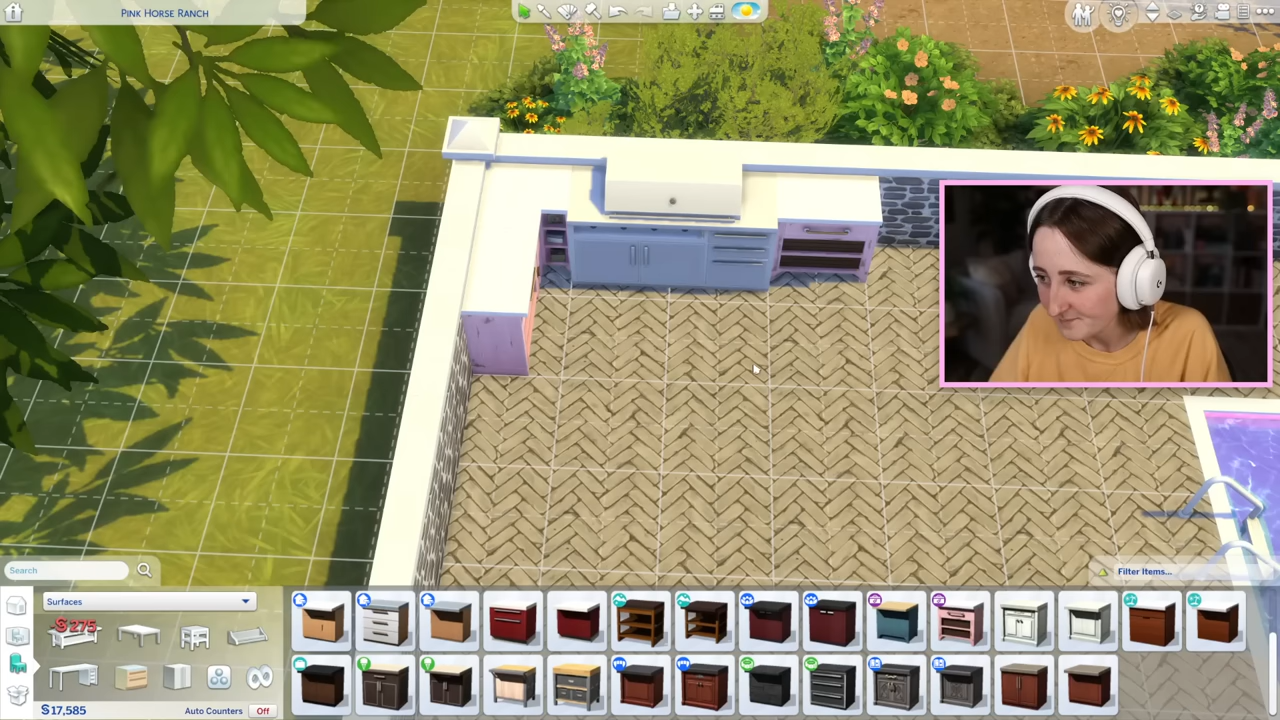 PINK HORSE RANCH
Search
Filter Items...
Surfaces
§275
§17,585
Auto Counters
Off